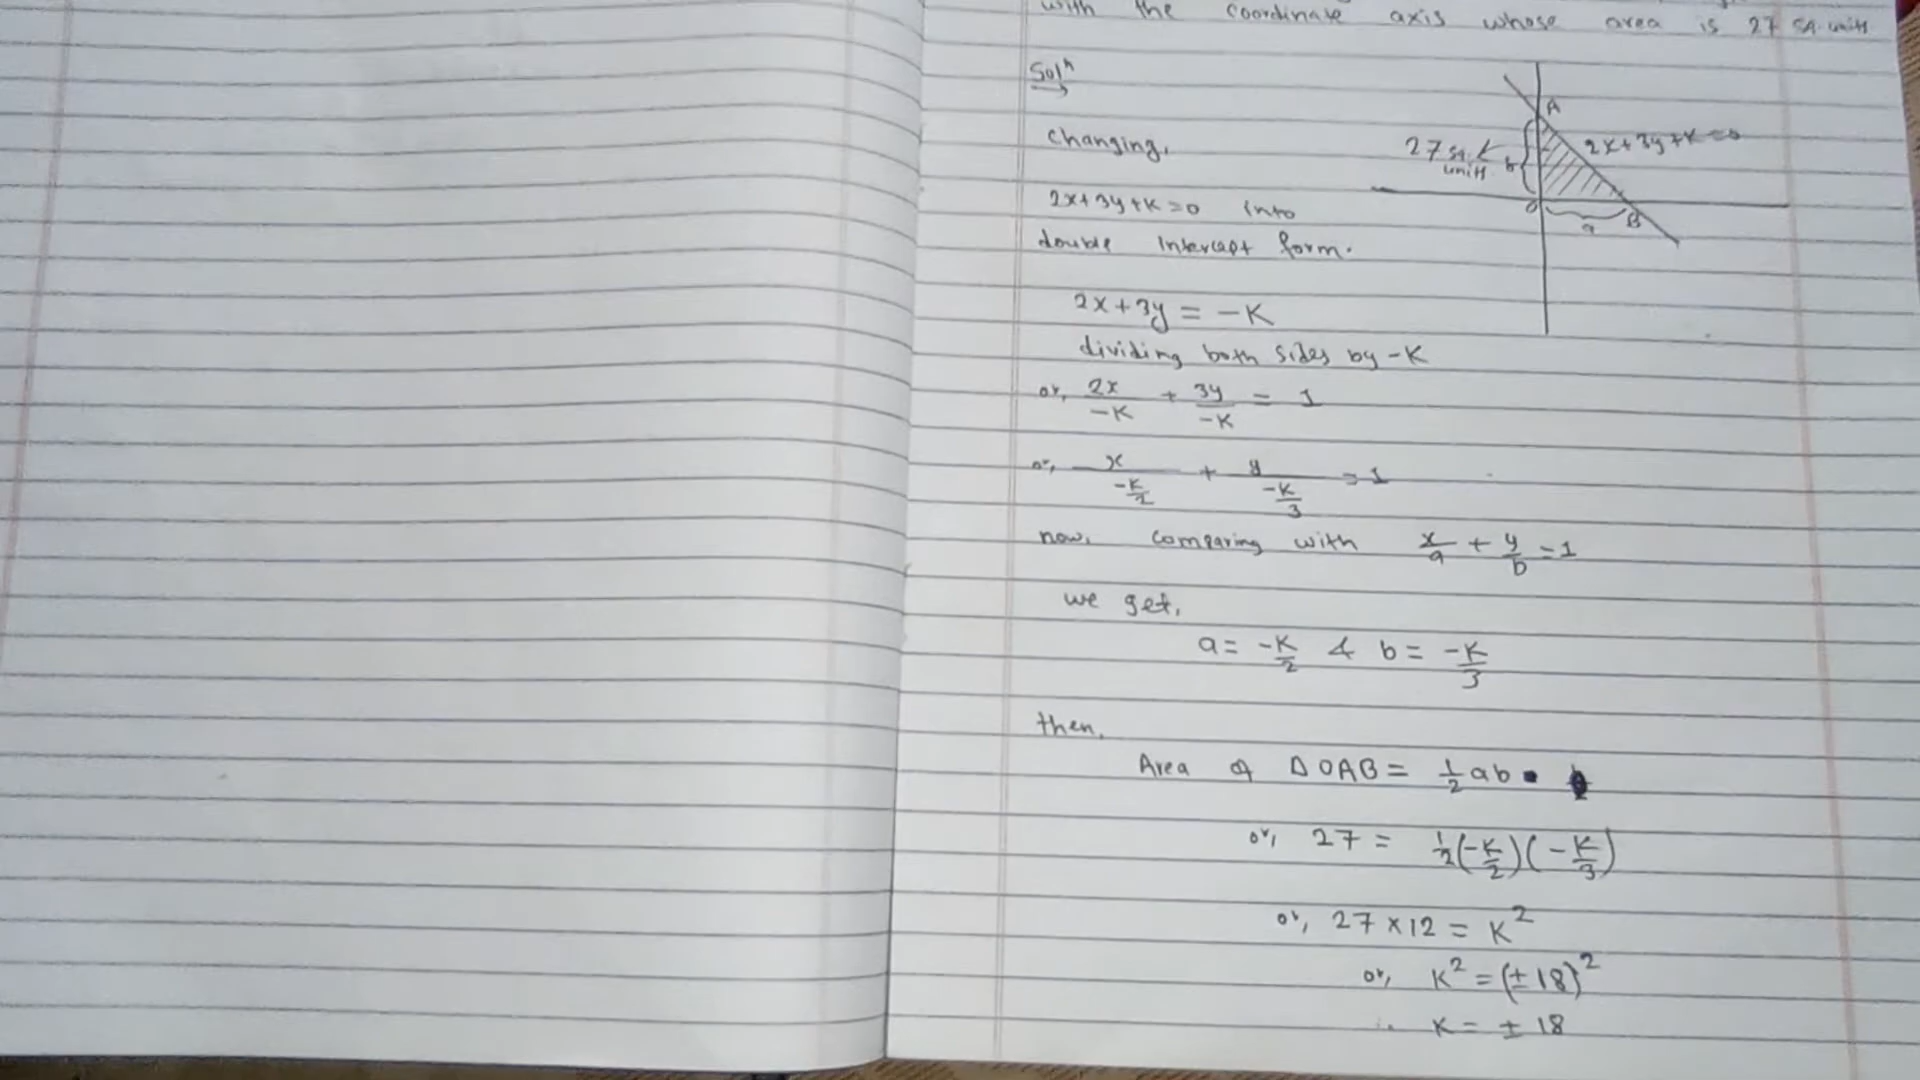 with the coordinate axis whose area is 27 sq. units
Solⁿ
A
changing,
27 sq. units
b
2x+3y+K=0
2x+3y+K=0 into
O
a
B
double intercept form.
2x+3y = -K
dividing both sides by -K
or, 2x/-K + 3y/-K = 1
or, x/(-K/2) + y/(-K/3) = 1
now, comparing with x/a + y/b = 1
we get,
a = -K/2 & b = -K/3
then,
Area of ΔOAB = 1/2 ab
or, 27 = 1/2(-K/2)(-K/3)
or, 27 × 12 = K²
or, K² = (± 18)²
∴ K = ± 18